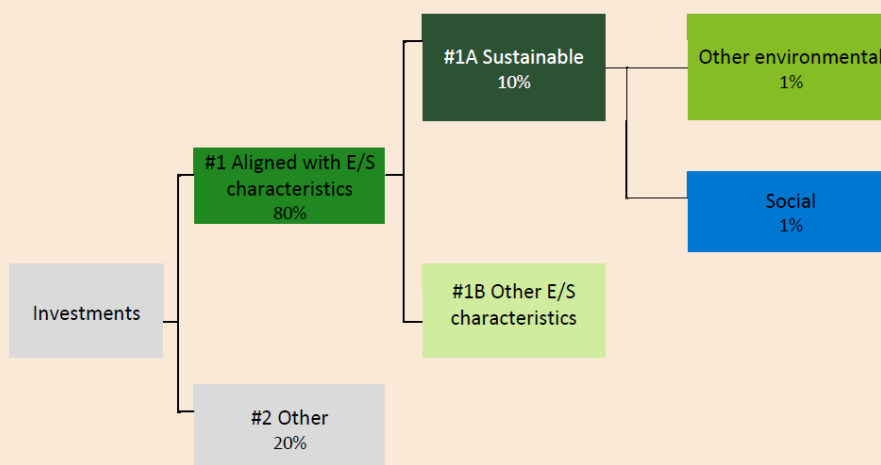 Investments
#1 Aligned with E/S
characteristics
80%
#2 Other
20%
#1A Sustainable
10%
#1B Other E/S
characteristics
Other environmental
1%
Social
1%